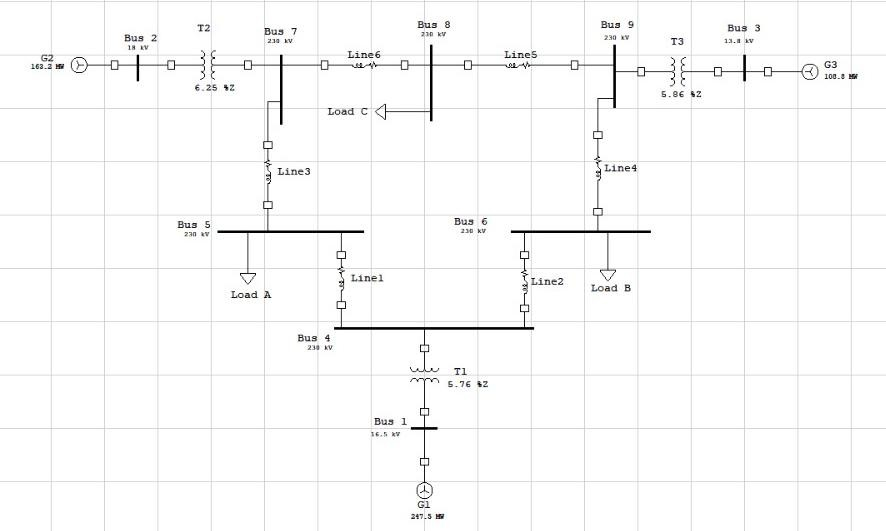 T2
Bus 7
230 kV
Bus 8
230 kV
Bus 9
230 kV
Bus 3
13.8 kV
Bus 2
18 kV
T3
G2
163.2 MW
Line6
Line5
G3
108.8 MW
6.25 %Z
5.86 %Z
Load C
Line3
Line4
Bus 5
230 kV
Bus 6
230 kV
Line1
Line2
Load A
Load B
Bus 4
230 kV
T1
5.76 %Z
Bus 1
16.5 kV
G1
247.5 MW